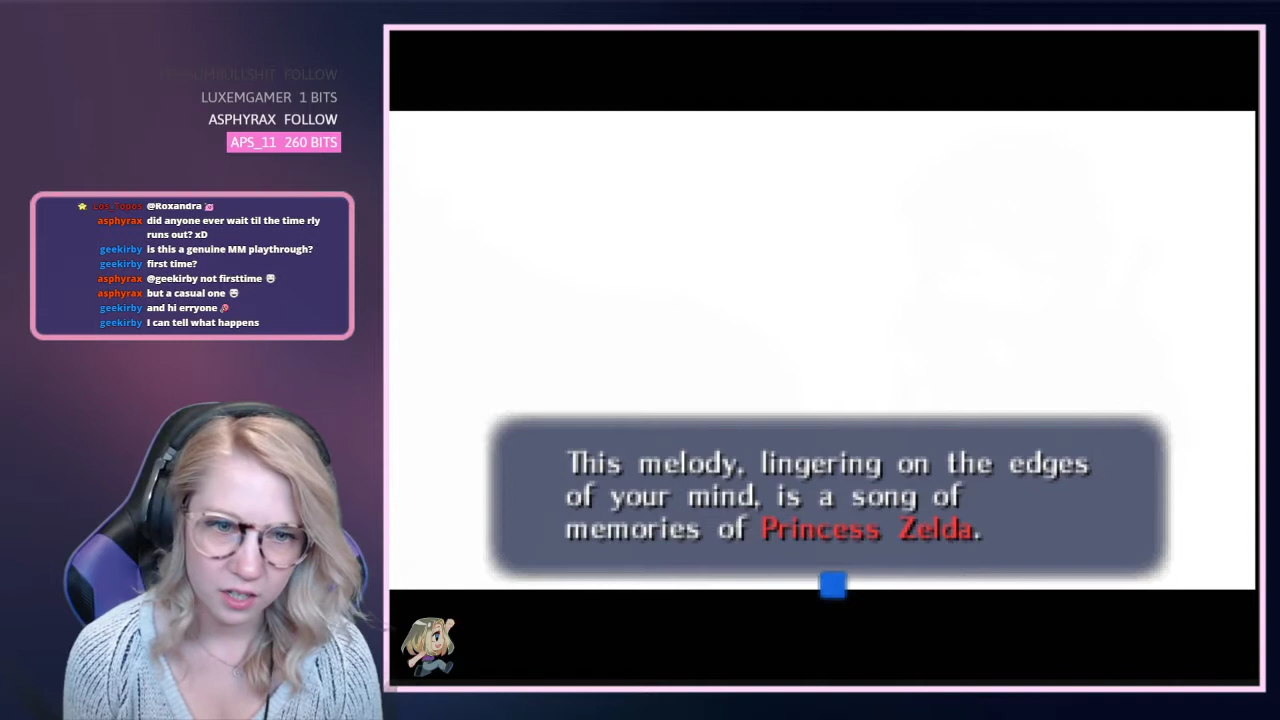 FOLLOW
LUXEMGAMER 1 BITS
ASPHYRAX FOLLOW
APS_11 260 BITS
Los_Topos: @Roxandra
asphyrax did anyone ever wait til the time rly
runs out? xD
geekirby is this a genuine MM playthrough?
geekirby first time?
asphyrax @geekirby not firsttime
asphyrax but a casual one
geekirby and hi erryone
geekirby I can tell what happens
This melody, lingering on the edges
of your mind, is a song of
memories of Princess Zelda.